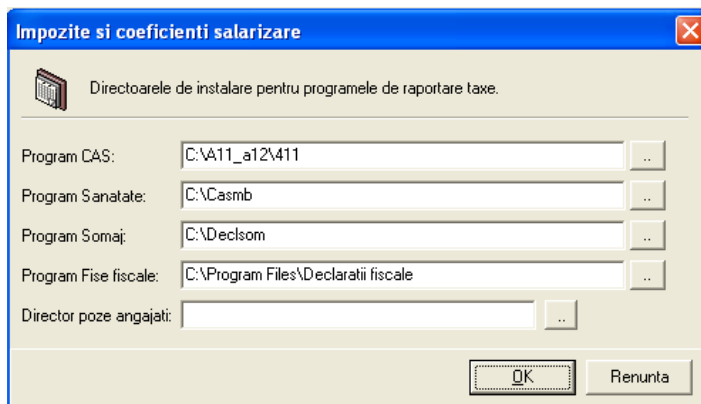 Impozite si coeficienti salarizare
Directoarele de instalare pentru programele de raportare taxe.
Program CAS: C:\A11_a12\411 ..
Program Sanatate: C:\Casmb ..
Program Somaj: C:\Declsom ..
Program Fise fiscale: C:\Program Files\Declaratii fiscale ..
Director poze angajati: ..
OK Renunta